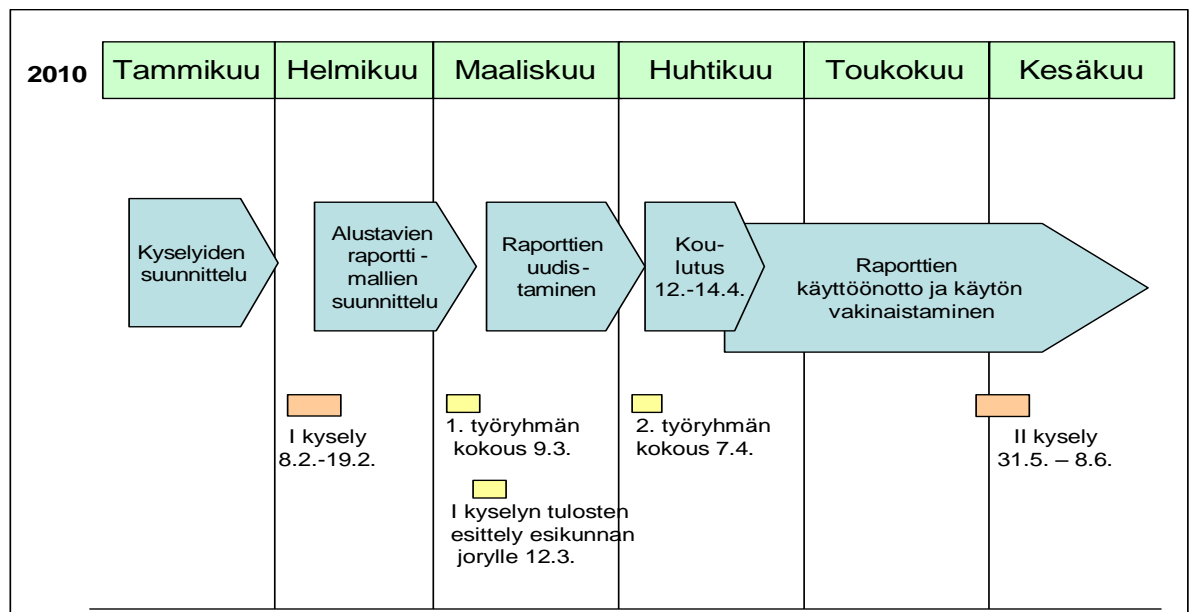 2010 Tammikuu Helmikuu Maaliskuu Huhtikuu Toukokuu Kesäkuu
Kyselyiden
suunnittelu
Alustavien
raportti -
mallien
suunnittelu
Raporttien
uudis-
taminen
Kou-
lutus
12.-14.4.
Raporttien
käyttöönotto ja käytön
vakinaistaminen
I kysely
8.2.-19.2.
1. työryhmän
kokous 9.3.
I kyselyn tulosten
esittely esikunnan
jorylle 12.3.
2. työryhmän
kokous 7.4.
II kysely
31.5. – 8.6.